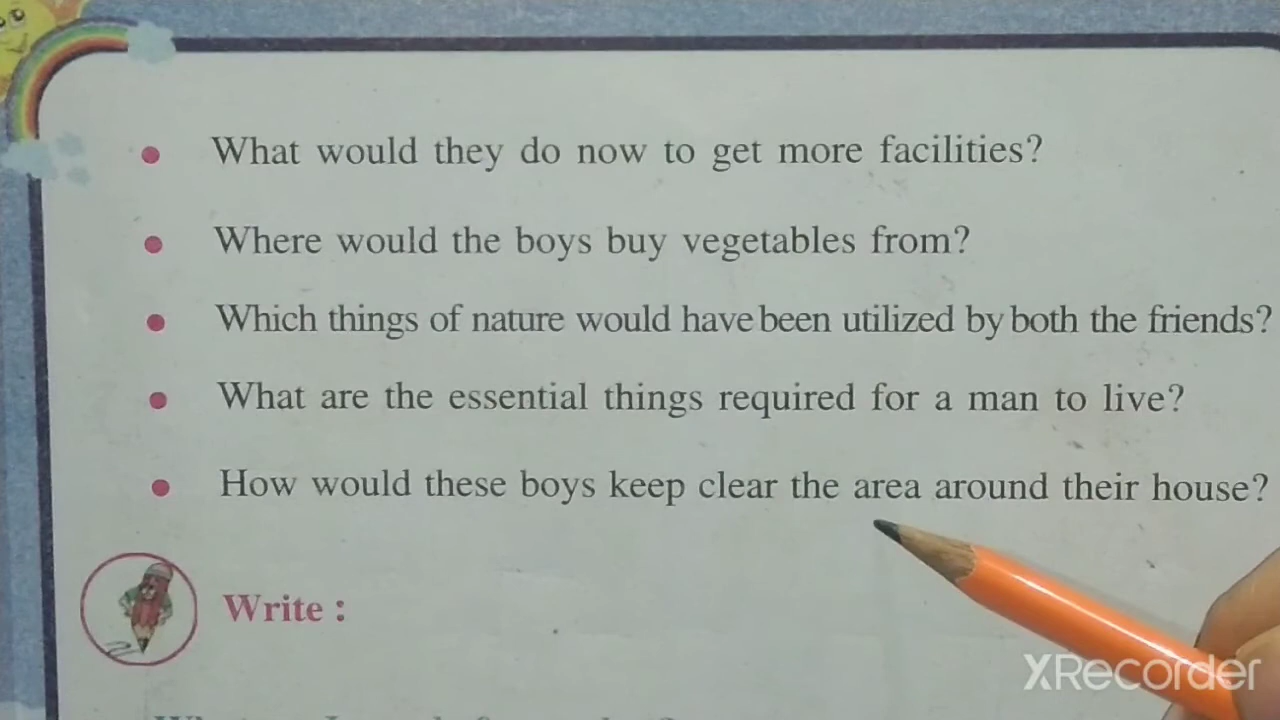 What would they do now to get more facilities?
Where would the boys buy vegetables from?
Which things of nature would have been utilized by both the friends?
What are the essential things required for a man to live?
How would these boys keep clear the area around their house?
Write :
XRecorder